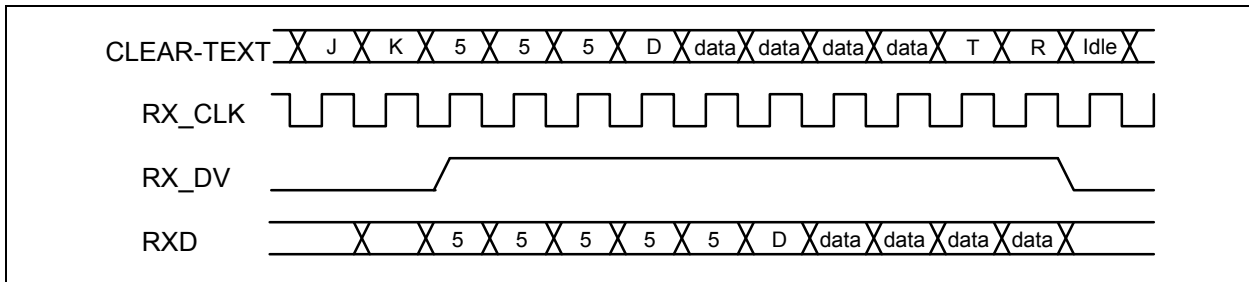 CLEAR-TEXT J K 5 5 5 D data data data data T R Idle
RX_CLK
RX_DV
RXD 5 5 5 5 5 D data data data data